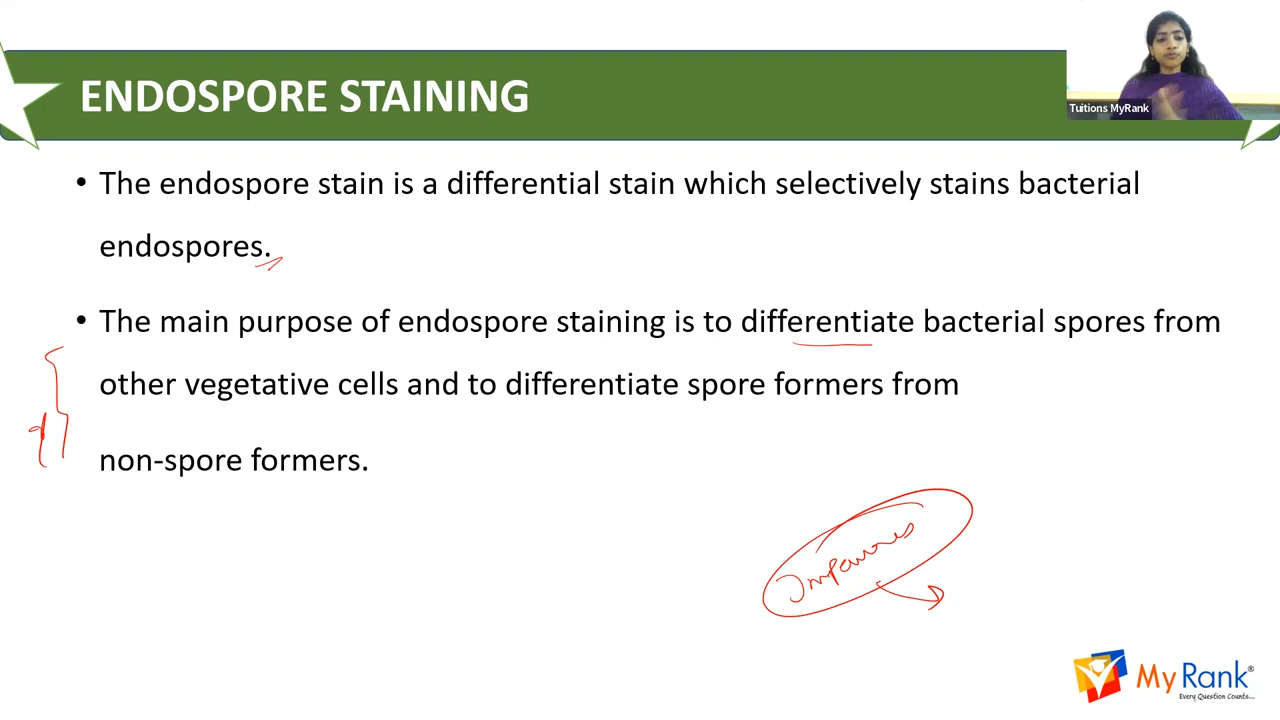 ENDOSPORE STAINING
Tuitions MyRank
• The endospore stain is a differential stain which selectively stains bacterial
endospores.
• The main purpose of endospore staining is to differentiate bacterial spores from
other vegetative cells and to differentiate spore formers from
non-spore formers.
MyRank®
Every Question Counts...